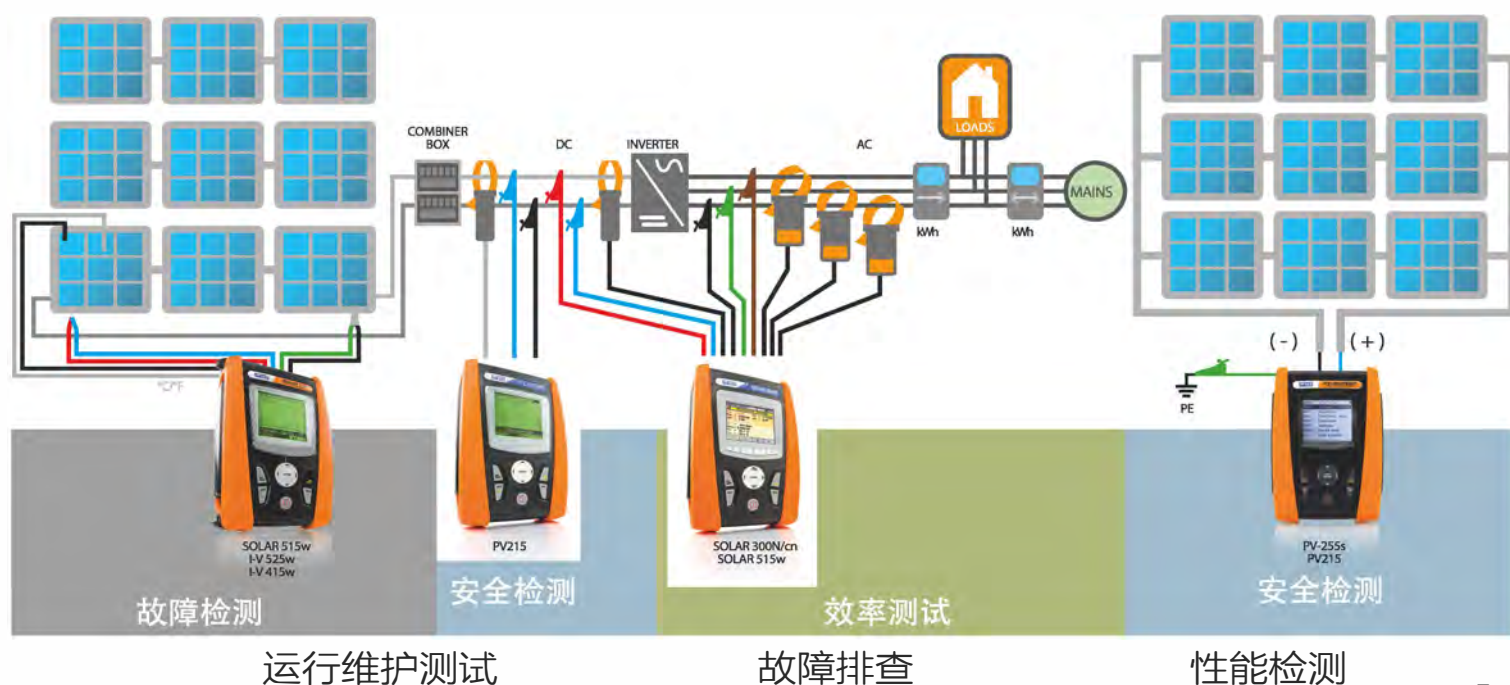 COMBINER
BOX
DC
INVERTER
AC
LOADS
kWh
kWh
MAINS
°C/°F
(-)
(+)
PE
SOLAR 515w
I-V 525w
I-V 415w
PV215
SOLAR 300N/cn
SOLAR 515w
PV-255s
PV215
故障检测
安全检测
效率测试
安全检测
运行维护测试
故障排查
性能检测